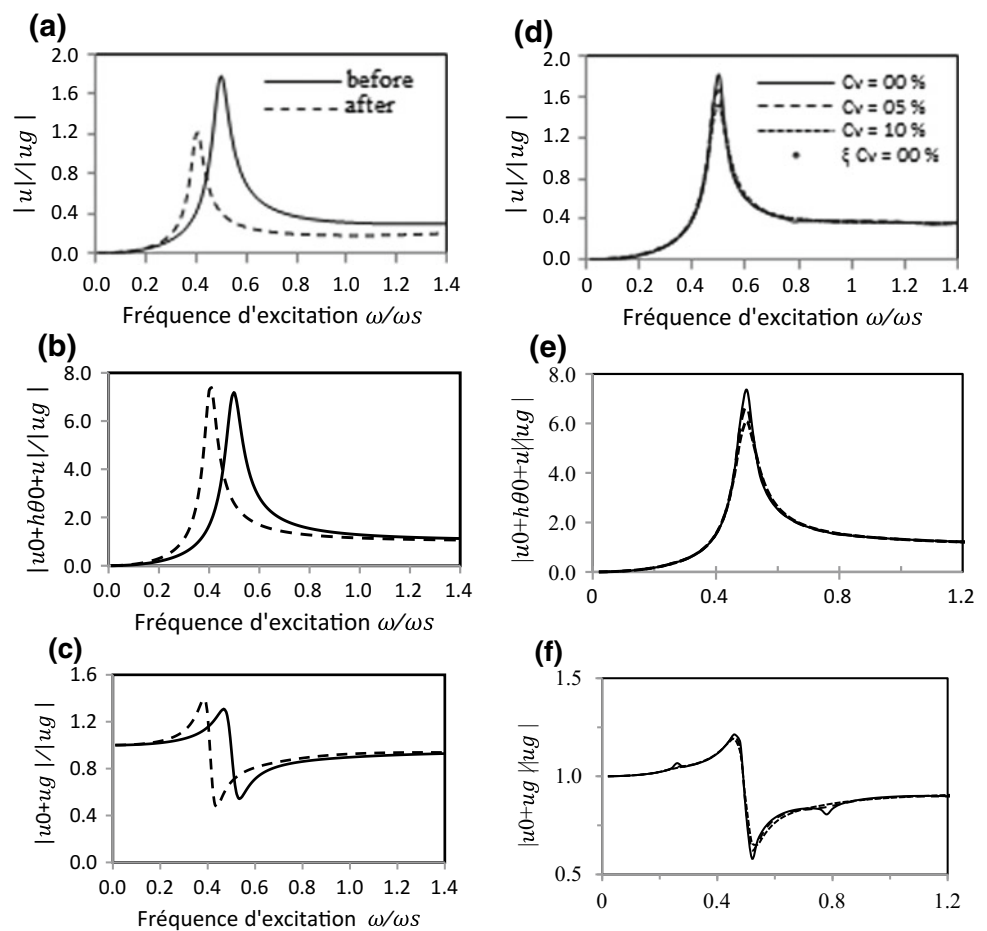 (a)
2.0
1.6
1.2
0.8
0.4
0.0
|u|/|ug|
before
after
0.0 0.2 0.4 0.6 0.8 1.0 1.2 1.4
Fréquence d'excitation ω/ωs
(d)
2.0
1.6
1.2
0.8
0.4
0.0
|u|/|ug|
Cv = 00 %
Cv = 05 %
Cv = 10 %
ξ Cv = 00 %
0 0.2 0.4 0.6 0.8 1 1.2 1.4
Fréquence d'excitation ω/ωs
(b)
8.0
6.0
4.0
2.0
0.0
|u0+hθ0+u|/|ug |
0.0 0.2 0.4 0.6 0.8 1.0 1.2 1.4
Fréquence d'excitation ω/ωs
(e)
8.0
6.0
4.0
2.0
0.0
|u0+hθ0+u|/|ug |
0 0.4 0.8 1.2
(c)
1.6
1.2
0.8
0.4
0.0
|u0+ug |/|ug |
0.0 0.2 0.4 0.6 0.8 1.0 1.2 1.4
Fréquence d'excitation ω/ωs
(f)
1.5
1.0
0.5
|u0+ug |/|ug |
0 0.4 0.8 1.2